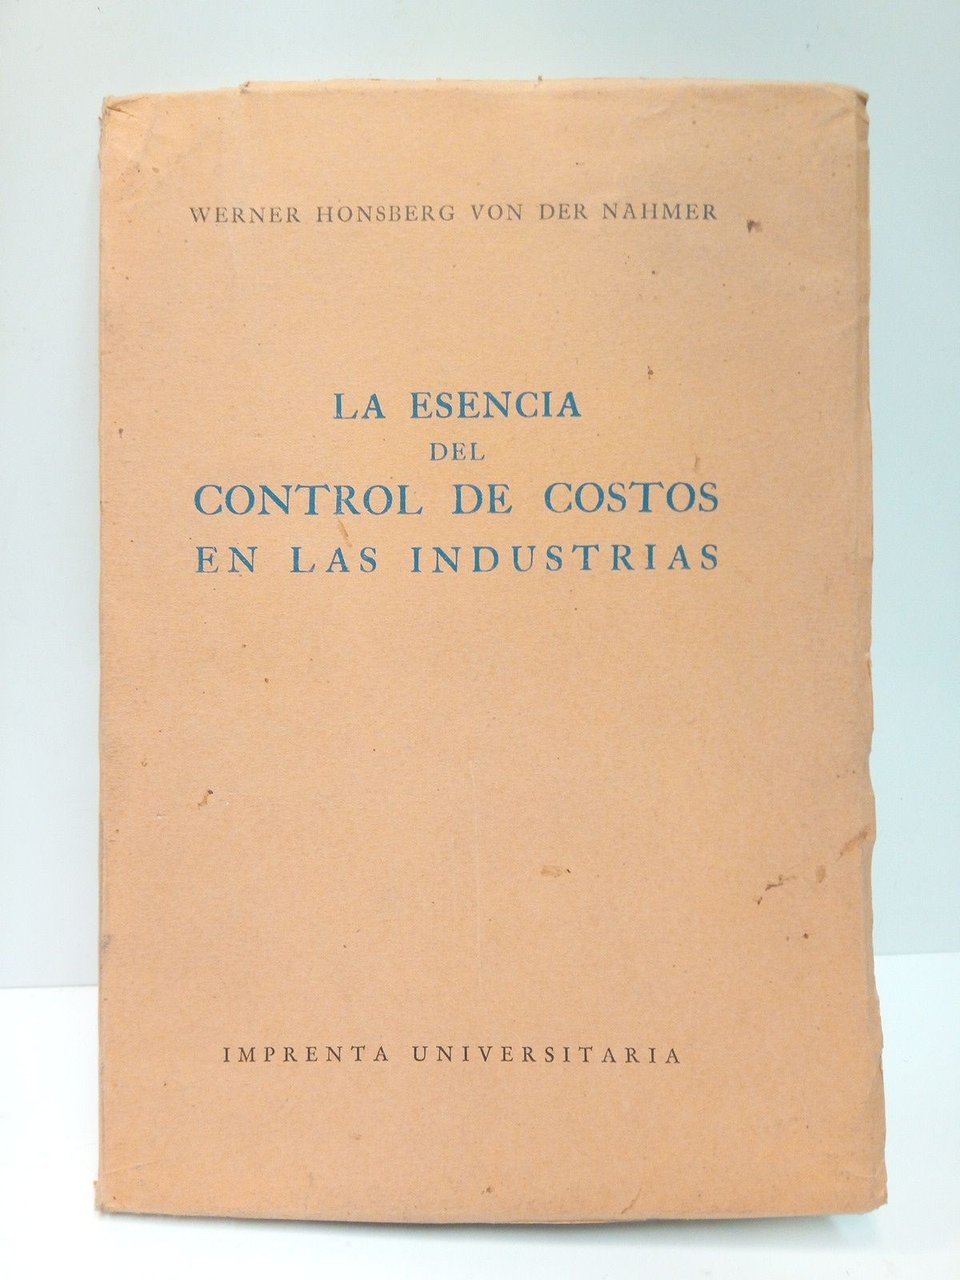 WERNER HONSBERG VON DER NAHMER
LA ESENCIA
DEL
CONTROL DE COSTOS
EN LAS INDUSTRIAS
IMPRENTA UNIVERSITARIA